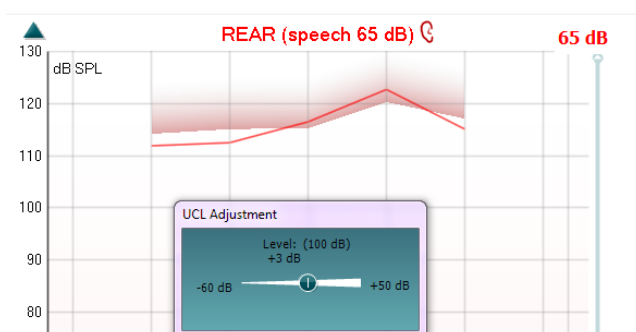 REAR (speech 65 dB)
65 dB
130
dB SPL
120
110
100
90
80
UCL Adjustment
Level: (100 dB)
+3 dB
-60 dB
+50 dB